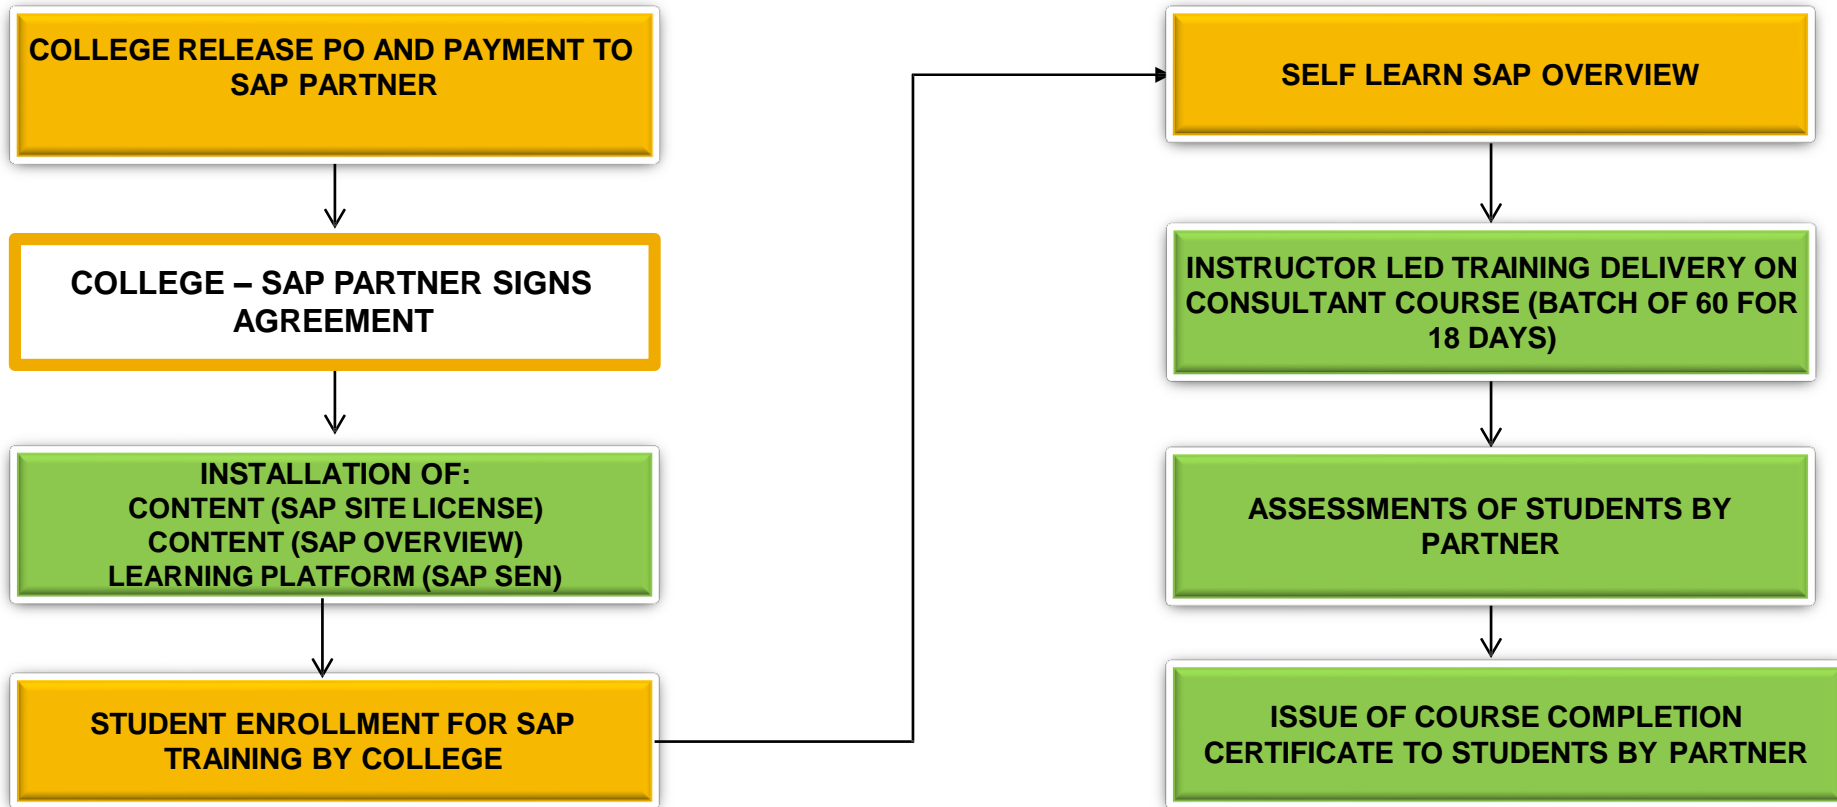 COLLEGE RELEASE PO AND PAYMENT TO
SAP PARTNER
COLLEGE – SAP PARTNER SIGNS
AGREEMENT
INSTALLATION OF:
CONTENT (SAP SITE LICENSE)
CONTENT (SAP OVERVIEW)
LEARNING PLATFORM (SAP SEN)
STUDENT ENROLLMENT FOR SAP
TRAINING BY COLLEGE
SELF LEARN SAP OVERVIEW
INSTRUCTOR LED TRAINING DELIVERY ON
CONSULTANT COURSE (BATCH OF 60 FOR
18 DAYS)
ASSESSMENTS OF STUDENTS BY
PARTNER
ISSUE OF COURSE COMPLETION
CERTIFICATE TO STUDENTS BY PARTNER